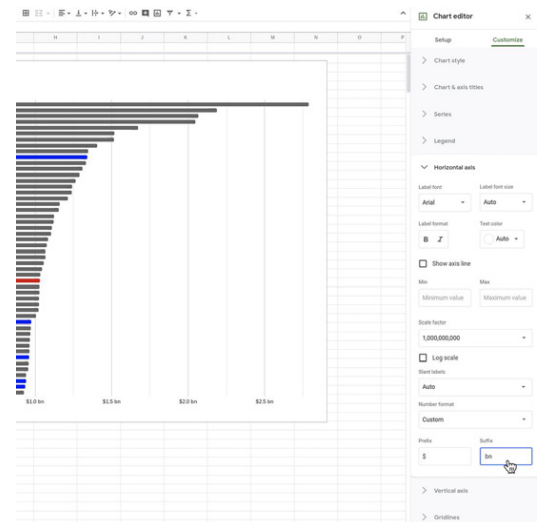 Chart editor
Setup Customize
H I J K L M N O P
Chart style
Chart & axis titles
Series
Legend
Horizontal axis
Label font Label font size
Arial Auto
Label format Text color
B I Auto
Show axis line
Min Max
Minimum value Maximum value
Scale factor
1,000,000,000
Log scale
Slant labels
Auto
$1.0 bn $1.5 bn $2.0 bn $2.5 bn
Number format
Custom
Prefix Suffix
$ bn
Vertical axis
Gridlines